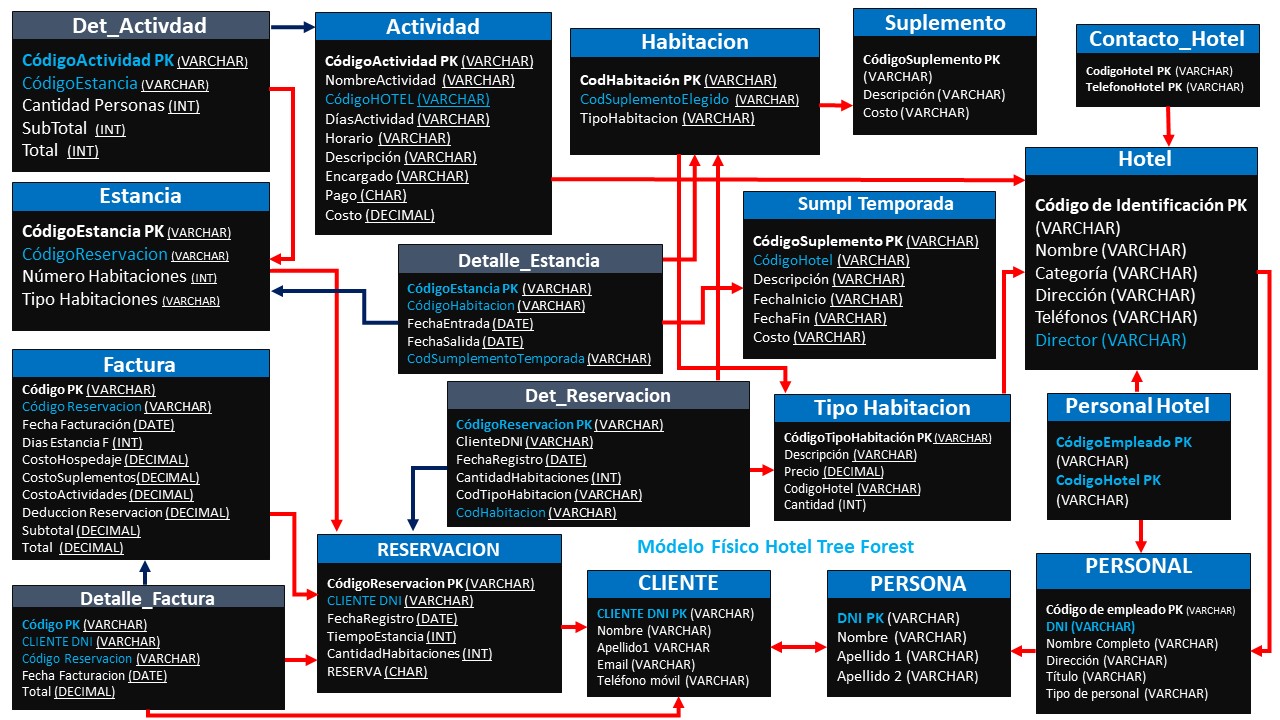 Det_Activdad
CódigoActividad PK (VARCHAR)
CódigoEstancia (VARCHAR)
Cantidad Personas (INT)
SubTotal (INT)
Total (INT)
Actividad
CódigoActividad PK (VARCHAR)
NombreActividad (VARCHAR)
CódigoHOTEL (VARCHAR)
DíasActividad (VARCHAR)
Horario (VARCHAR)
Descripción (VARCHAR)
Encargado (VARCHAR)
Pago (CHAR)
Costo (DECIMAL)
Habitacion
CodHabitación PK (VARCHAR)
CodSuplementoElegido (VARCHAR)
TipoHabitacion (VARCHAR)
Suplemento
CódigoSuplemento PK
(VARCHAR)
Descripción (VARCHAR)
Costo (VARCHAR)
Contacto_Hotel
CodigoHotel PK (VARCHAR)
TelefonoHotel PK (VARCHAR)
Hotel
Código de Identificación PK
(VARCHAR)
Nombre (VARCHAR)
Categoría (VARCHAR)
Dirección (VARCHAR)
Teléfonos (VARCHAR)
Director (VARCHAR)
Estancia
CódigoEstancia PK (VARCHAR)
CódigoReservacion (VARCHAR)
Número Habitaciones (INT)
Tipo Habitaciones (VARCHAR)
Detalle_Estancia
CódigoEstancia PK (VARCHAR)
CódigoHabitacion (VARCHAR)
FechaEntrada (DATE)
FechaSalida (DATE)
CodSumplementoTemporada (VARCHAR)
Sumpl Temporada
CódigoSuplemento PK (VARCHAR)
CódigoHotel (VARCHAR)
Descripción (VARCHAR)
FechaInicio (VARCHAR)
FechaFin (VARCHAR)
Costo (VARCHAR)
Factura
Código PK (VARCHAR)
Código Reservacion (VARCHAR)
Fecha Facturación (DATE)
Dias Estancia F (INT)
CostoHospedaje (DECIMAL)
CostoSuplementos(DECIMAL)
CostoActividades (DECIMAL)
Deduccion Reservacion (DECIMAL)
Subtotal (DECIMAL)
Total (DECIMAL)
Det_Reservacion
CódigoReservacion PK (VARCHAR)
ClienteDNI (VARCHAR)
FechaRegistro (DATE)
CantidadHabitaciones (INT)
CodTipoHabitacion (VARCHAR)
CodHabitacion (VARCHAR)
Tipo Habitacion
CódigoTipoHabitación PK (VARCHAR)
Descripción (VARCHAR)
Precio (DECIMAL)
CodigoHotel (VARCHAR)
Cantidad (INT)
Personal Hotel
CódigoEmpleado PK
(VARCHAR)
CodigoHotel PK
(VARCHAR)
Módelo Físico Hotel Tree Forest
Detalle_Factura
Código PK (VARCHAR)
CLIENTE DNI (VARCHAR)
Código Reservacion (VARCHAR)
Fecha Facturacion (DATE)
Total (DECIMAL)
RESERVACION
CódigoReservacion PK (VARCHAR)
CLIENTE DNI (VARCHAR)
FechaRegistro (DATE)
TiempoEstancia (INT)
CantidadHabitaciones (INT)
RESERVA (CHAR)
CLIENTE
CLIENTE DNI PK (VARCHAR)
Nombre (VARCHAR)
Apellido1 VARCHAR
Email (VARCHAR)
Teléfono móvil (VARCHAR)
PERSONA
DNI PK (VARCHAR)
Nombre (VARCHAR)
Apellido 1 (VARCHAR)
Apellido 2 (VARCHAR)
PERSONAL
Código de empleado PK (VARCHAR)
DNI (VARCHAR)
Nombre Completo (VARCHAR)
Dirección (VARCHAR)
Título (VARCHAR)
Tipo de personal (VARCHAR)